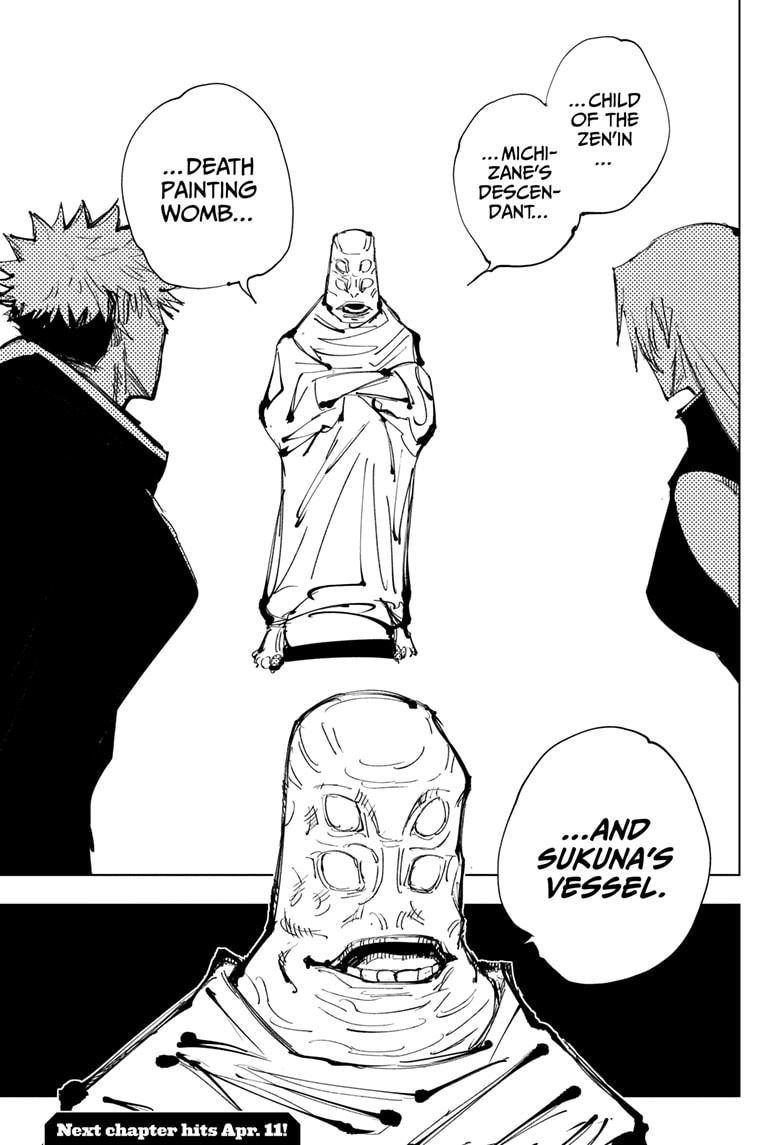 ...CHILD
OF THE
ZEN'IN
...
...MICHI-
ZANE'S
DESCEN-
DANT...
...DEATH
PAINTING
WOMB...
...AND
SUKUNA'S
VESSEL.
Next chapter hits Apr. 11!